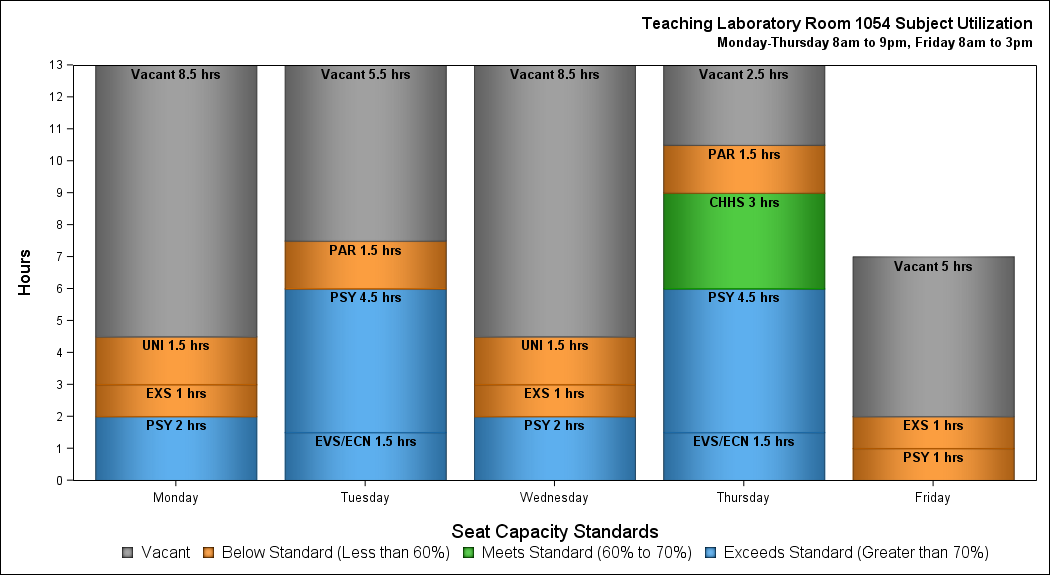 Teaching Laboratory Room 1054 Subject Utilization
Monday-Thursday 8am to 9pm, Friday 8am to 3pm
13
12
11
10
9
8
7
6
5
4
3
2
1
0
Hours
Vacant 8.5 hrs
UNI 1.5 hrs
EXS 1 hrs
PSY 2 hrs
Vacant 5.5 hrs
PAR 1.5 hrs
PSY 4.5 hrs
EVS/ECN 1.5 hrs
Vacant 8.5 hrs
UNI 1.5 hrs
EXS 1 hrs
PSY 2 hrs
Vacant 2.5 hrs
PAR 1.5 hrs
CHHS 3 hrs
PSY 4.5 hrs
EVS/ECN 1.5 hrs
Vacant 5 hrs
EXS 1 hrs
PSY 1 hrs
Monday Tuesday Wednesday Thursday Friday
Seat Capacity Standards
Vacant Below Standard (Less than 60%) Meets Standard (60% to 70%) Exceeds Standard (Greater than 70%)